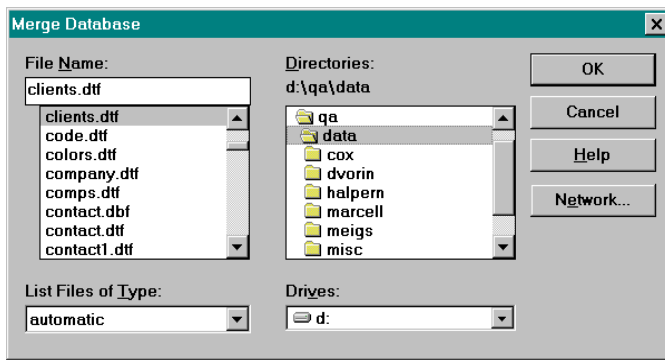 Merge Database
File Name:
clients.dtf
clients.dtf
code.dtf
colors.dtf
company.dtf
comps.dtf
contact.dbf
contact.dtf
contact1.dtf
List Files of Type:
automatic
Directories:
d:\qa\data
qa
data
cox
dvorin
halpern
marcell
meigs
misc
Drives:
d:
OK
Cancel
Help
Network...